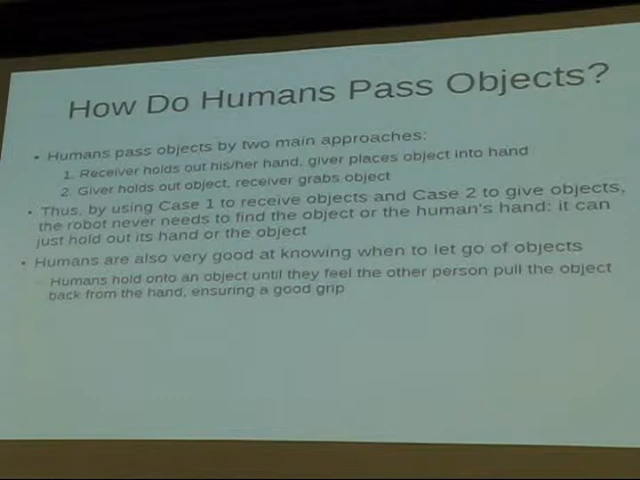 How Do Humans Pass Objects?
• Humans pass objects by two main approaches:
1. Receiver holds out his/her hand, giver places object into hand
2. Giver holds out object, receiver grabs object
• Thus, by using Case 1 to receive objects and Case 2 to give objects,
the robot never needs to find the object or the human's hand: it can
just hold out its hand or the object
• Humans are also very good at knowing when to let go of objects
Humans hold onto an object until they feel the other person pull the object
back from the hand, ensuring a good grip